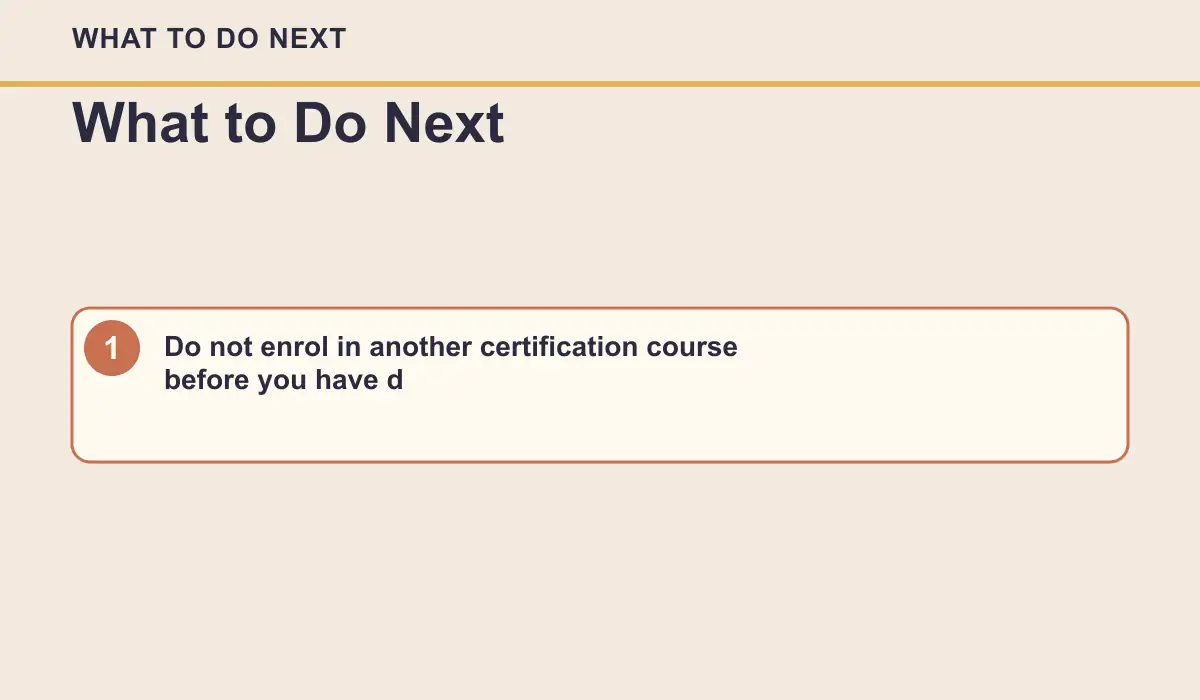 WHAT TO DO NEXT
What to Do Next
1
Do not enrol in another certification course
before you have d